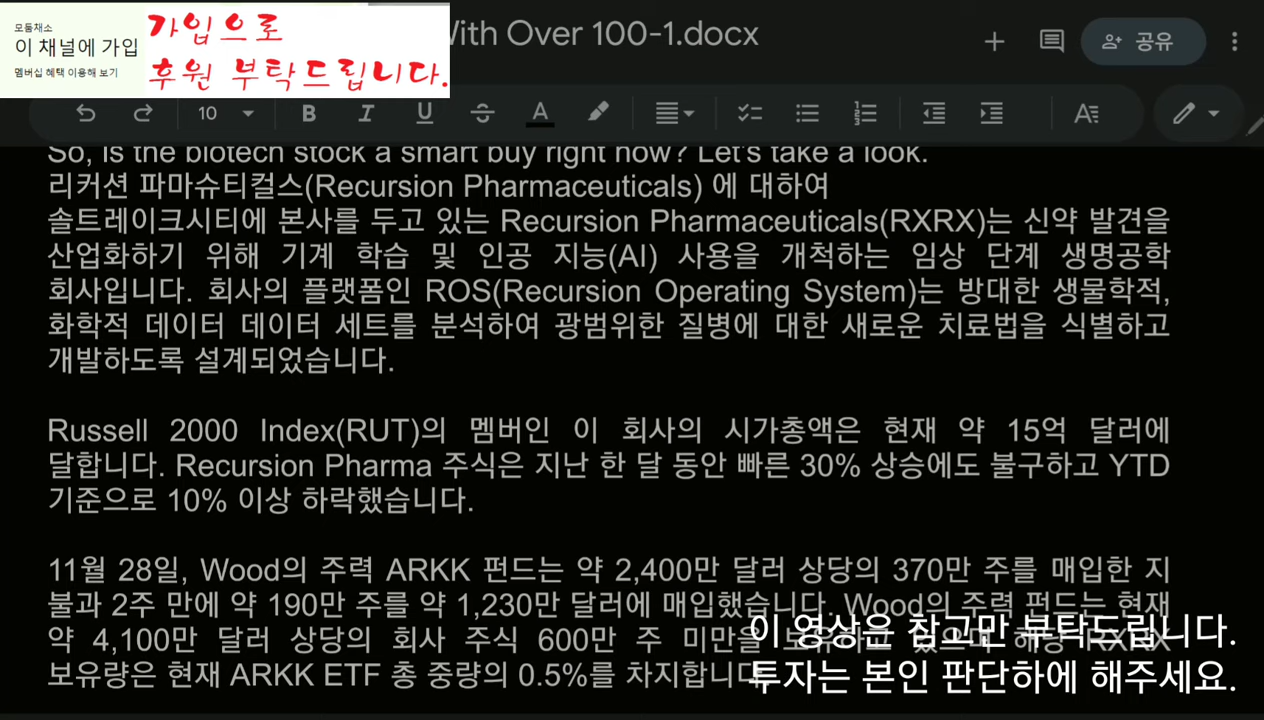 모둠채소
이 채널에 가입
멤버십 혜택 이용해 보기
가입으로
후원 부탁드립니다.
With Over 100-1.docx
공유
10
B I U S A
So, is the biotech stock a smart buy right now? Let's take a look.
리커션 파마슈티컬스(Recursion Pharmaceuticals) 에 대하여
솔트레이크시티에 본사를 두고 있는 Recursion Pharmaceuticals(RXRX)는 신약 발견을
산업화하기 위해 기계 학습 및 인공 지능(AI) 사용을 개척하는 임상 단계 생명공학
회사입니다. 회사의 플랫폼인 ROS(Recursion Operating System)는 방대한 생물학적,
화학적 데이터 데이터 세트를 분석하여 광범위한 질병에 대한 새로운 치료법을 식별하고
개발하도록 설계되었습니다.
Russell 2000 Index(RUT)의 멤버인 이 회사의 시가총액은 현재 약 15억 달러에
달합니다. Recursion Pharma 주식은 지난 한 달 동안 빠른 30% 상승에도 불구하고 YTD
기준으로 10% 이상 하락했습니다.
11월 28일, Wood의 주력 ARKK 펀드는 약 2,400만 달러 상당의 370만 주를 매입한 지
불과 2주 만에 약 190만 주를 약 1,230만 달러에 매입했습니다. Wood의 주력 펀드는 현재
약 4,100만 달러 상당의 회사 주식 600만 주 미만을 보유하고 있으며 해당 RXRX
보유량은 현재 ARKK ETF 총 중량의 0.5%를 차지합니다.
이 영상은 참고만 부탁드립니다.
투자는 본인 판단하에 해주세요.